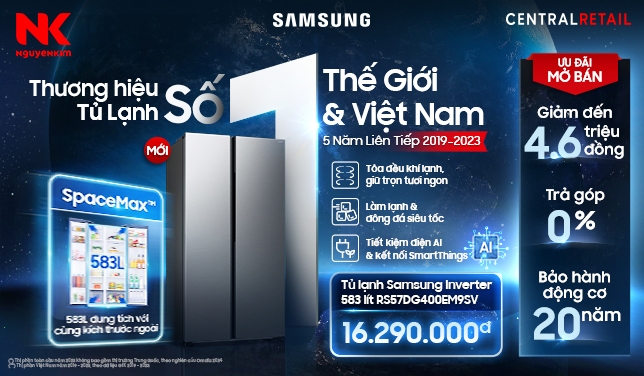 NK
NGUYENKIM
SAMSUNG
CENTRAL RETAIL
Thương hiệu
Tủ Lạnh
Số 1
Thế Giới
& Việt Nam
5 Năm Liên Tiếp 2019-2023
MỚI
SpaceMax™
583L
583L dung tích với
cùng kích thước ngoài
Tỏa đều khí lạnh,
giữ trọn tươi ngon
Làm lạnh &
đông đá siêu tốc
Tiết kiệm điện AI
& kết nối SmartThings
AI
Tủ lạnh Samsung Inverter
583 lít RS57DG400EM9SV
16.290.000đ
ƯU ĐÃI
MỞ BÁN
Giảm đến
4.6 triệu
đồng
Trả góp
0%
Bảo hành
động cơ
20 năm